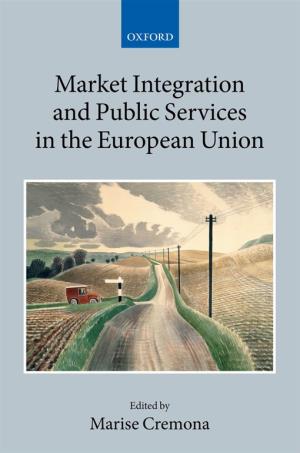 OXFORD
Market Integration
and Public Services
in the European Union
Edited by
Marise Cremona